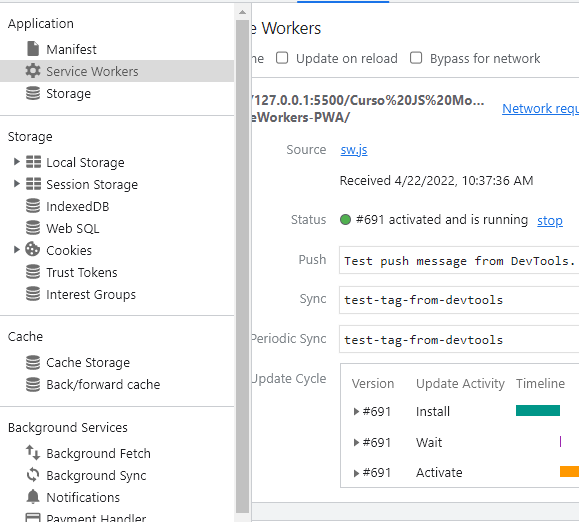 Application
Manifest
Service Workers
Storage
Storage
Local Storage
Session Storage
IndexedDB
Web SQL
Cookies
Trust Tokens
Interest Groups
Cache
Cache Storage
Back/forward cache
Background Services
Background Fetch
Background Sync
Notifications
Payment Handler
e Workers
ne Update on reload Bypass for network
/127.0.0.1:5500/Curso%20JS%20Mo...
eWorkers-PWA/
Network requ
Source sw.js
Received 4/22/2022, 10:37:36 AM
Status #691 activated and is running stop
Push Test push message from DevTools.
Sync test-tag-from-devtools
Periodic Sync test-tag-from-devtools
Update Cycle
Version Update Activity Timeline
#691 Install
#691 Wait
#691 Activate